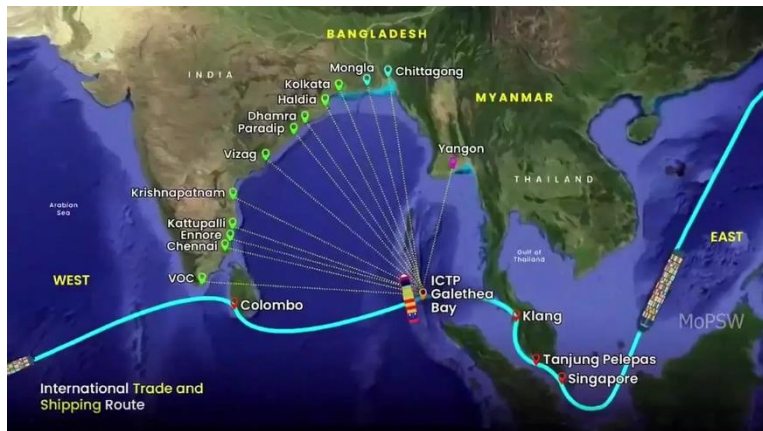 BANGLADESH
INDIA
Mongla
Chittagong
Kolkata
Haldia
MYANMAR
Dhamra
Paradip
Yangon
Vizag
THAILAND
Krishnapatnam
Arabian
Sea
Kattupalli
Ennore
Chennai
EAST
Gulf of
Thailand
WEST
VOC
ICTP
Galethea
Bay
Colombo
Klang
MoPSW
Tanjung Pelepas
Singapore
International Trade and
Shipping Route